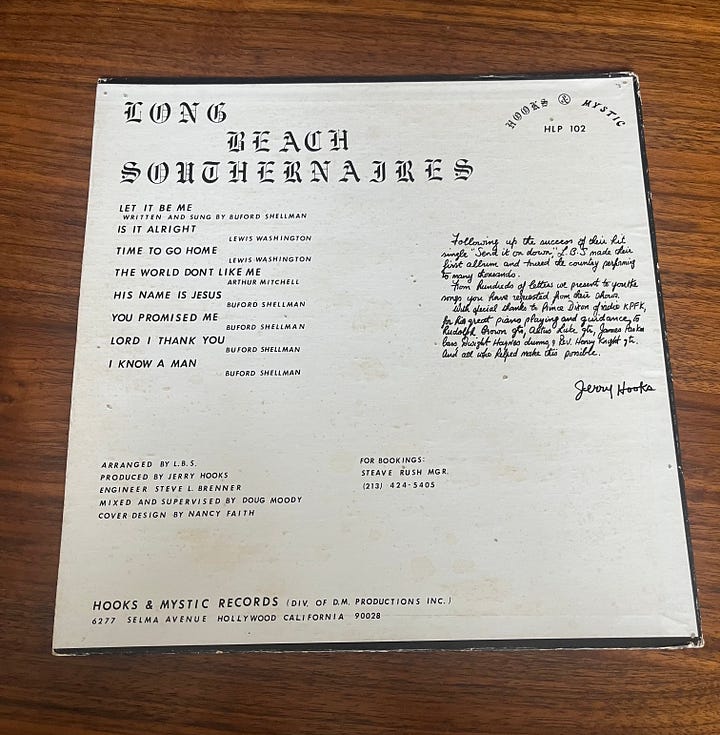 LONG
BEACH
SOUTHERNAIRES
HOOKS & MYSTIC
HLP 102
LET IT BE ME
WRITTEN AND SUNG BY BUFORD SHELLMAN
IS IT ALRIGHT
LEWIS WASHINGTON
TIME TO GO HOME
LEWIS WASHINGTON
THE WORLD DONT LIKE ME
ARTHUR MITCHELL
HIS NAME IS JESUS
BUFORD SHELLMAN
YOU PROMISED ME
BUFORD SHELLMAN
LORD I THANK YOU
BUFORD SHELLMAN
I KNOW A MAN
BUFORD SHELLMAN
Following up the success of their hit
single "Send it on down," L.B.S made their
first album and toured the country performing
to many thousands.
From hundreds of letters we present to you the
songs you have requested from their shows.
With special thanks to Prince Dixon of radio KPFK,
for his great piano playing and guidance, to
Rudolph Brown gtr, Luke gtr, James Parks
bass, Dwight Haynes drums, & Rev. Henry Knight gtr.
And all who helped make this possible.
Jerry Hooks
ARRANGED BY L.B.S.
PRODUCED BY JERRY HOOKS
ENGINEER STEVE L. BRENNER
MIXED AND SUPERVISED BY DOUG MOODY
COVER DESIGN BY NANCY FAITH
FOR BOOKINGS:
STEAVE RUSH MGR.
(213) 424-5405
HOOKS & MYSTIC RECORDS (DIV. OF D.M. PRODUCTIONS INC.)
6277 SELMA AVENUE HOLLYWOOD CALIFORNIA 90028